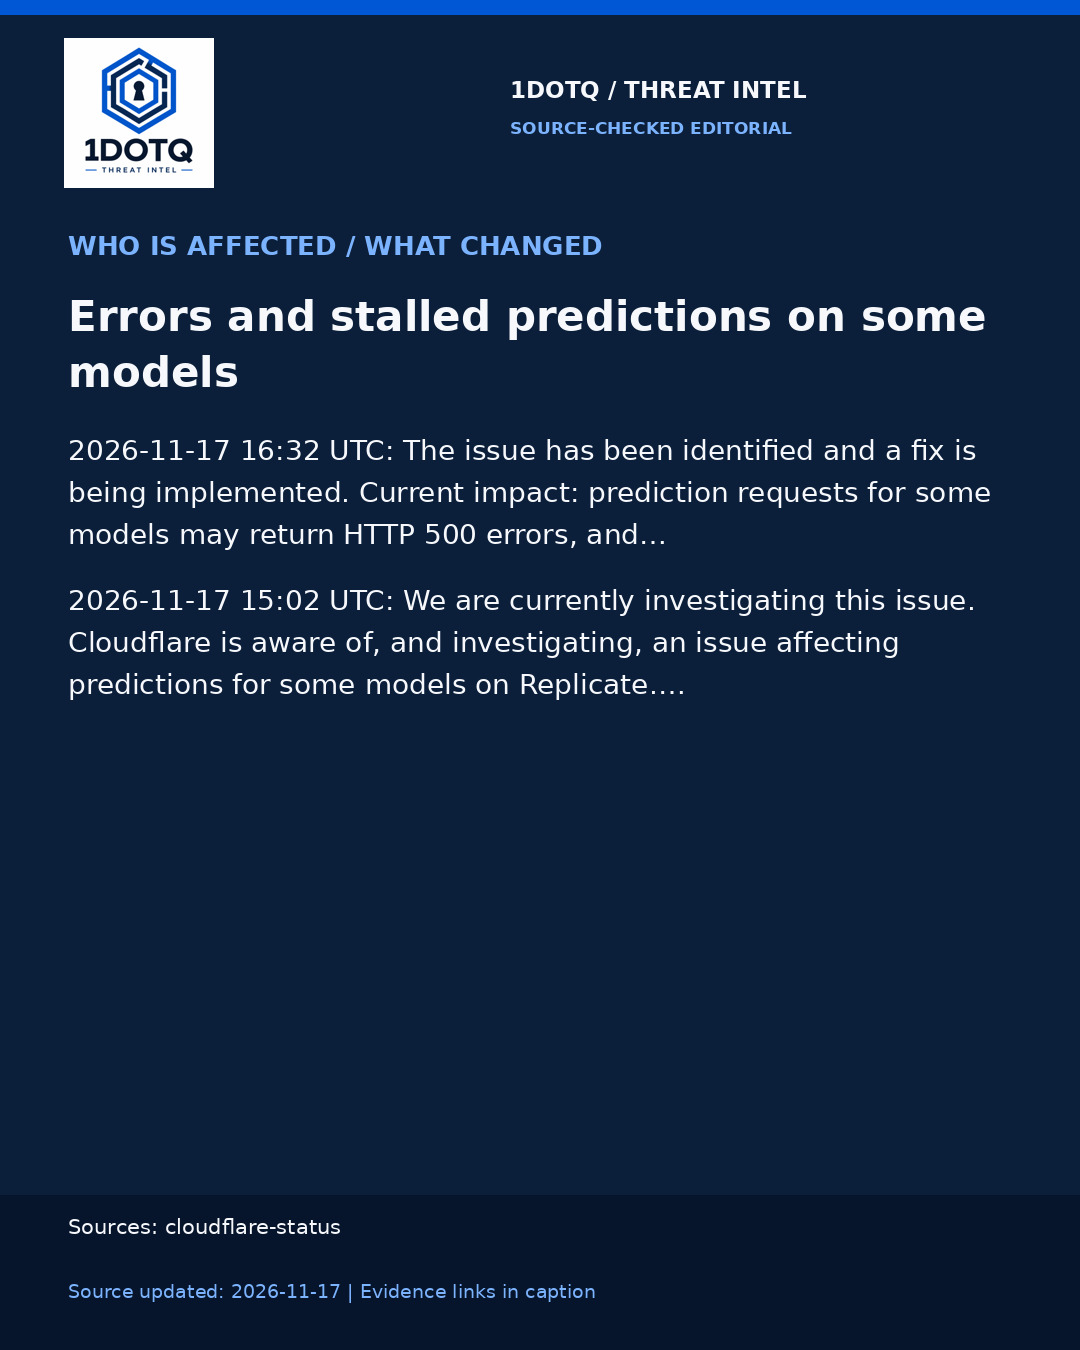 1DOTQ
THREAT INTEL
1DOTQ / THREAT INTEL
SOURCE-CHECKED EDITORIAL
WHO IS AFFECTED / WHAT CHANGED
Errors and stalled predictions on some
models
2026-11-17 16:32 UTC: The issue has been identified and a fix is
being implemented. Current impact: prediction requests for some
models may return HTTP 500 errors, and…
2026-11-17 15:02 UTC: We are currently investigating this issue.
Cloudflare is aware of, and investigating, an issue affecting
predictions for some models on Replicate.…
Sources: cloudflare-status
Source updated: 2026-11-17 | Evidence links in caption